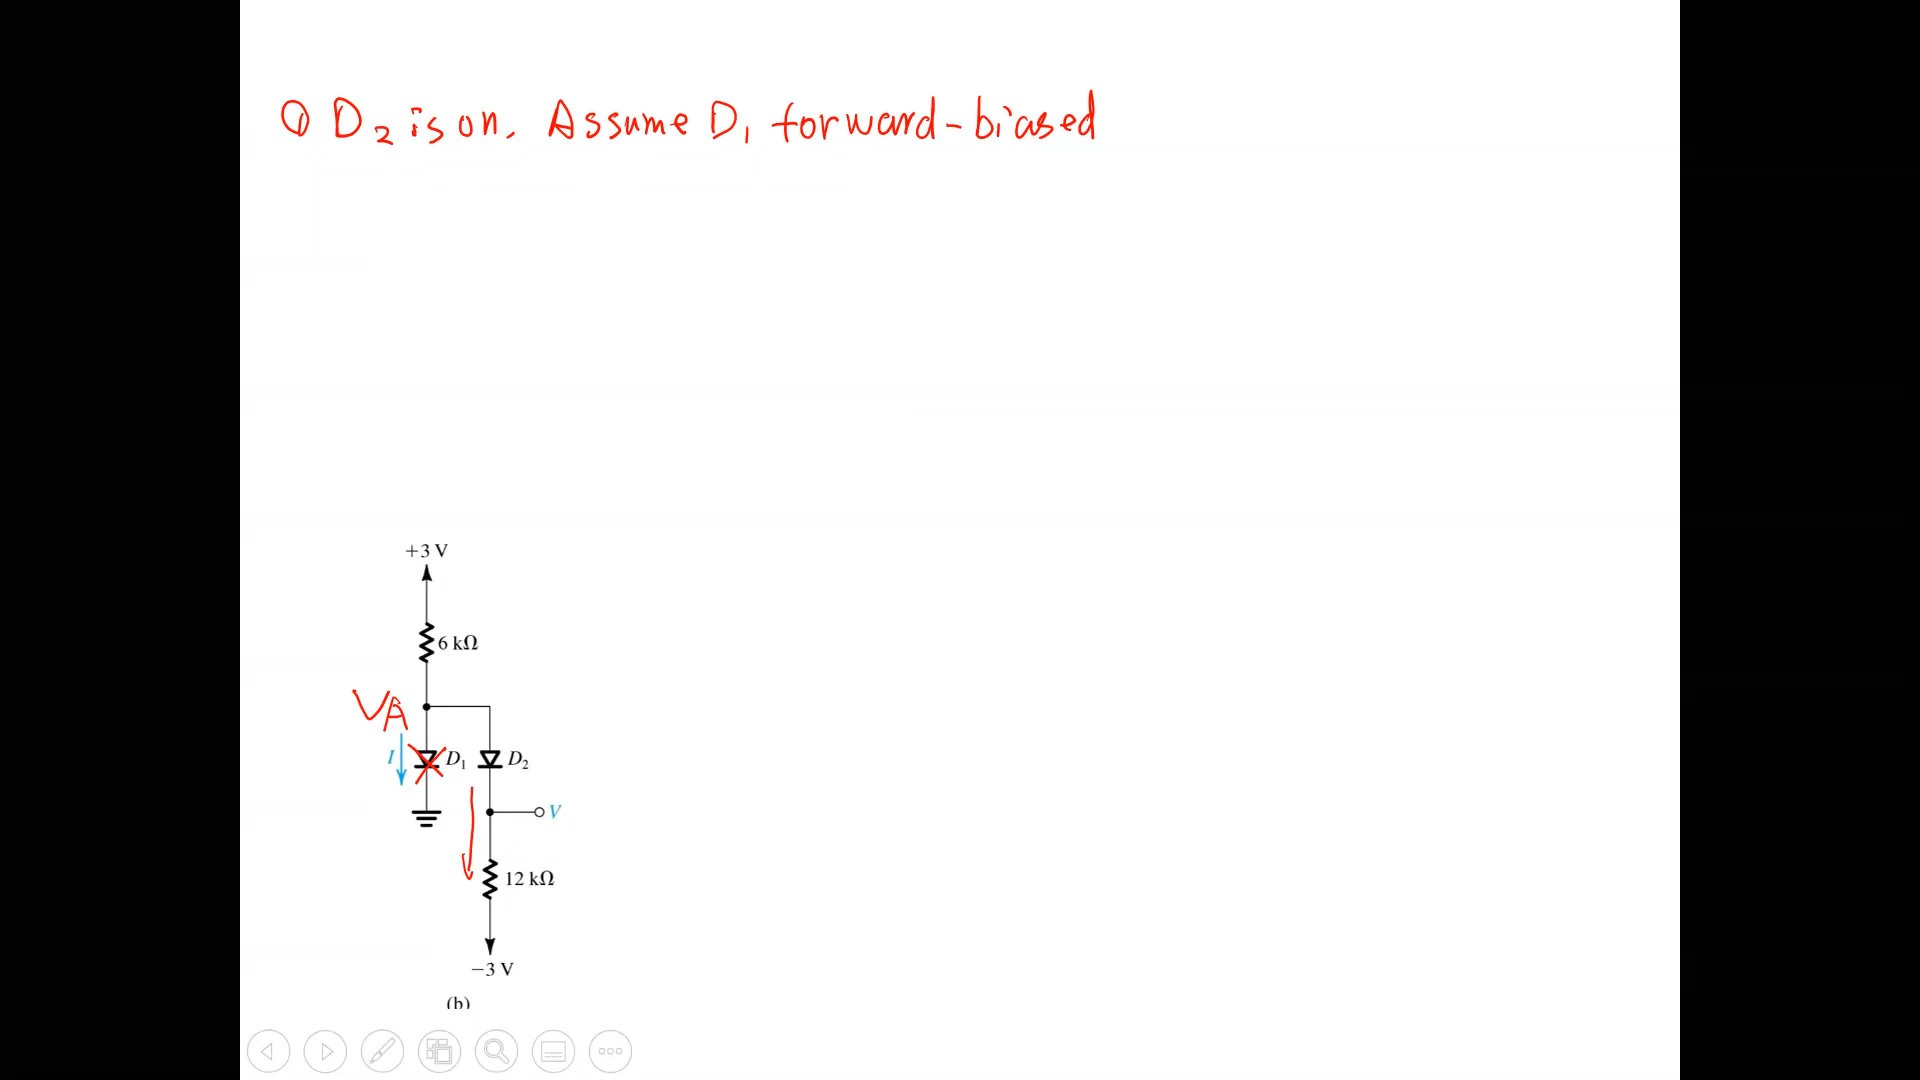 ① D₂ is on. Assume D₁ forward-biased
+3 V
6 kΩ
VA
I D₁ D₂
V
12 kΩ
−3 V
(b)